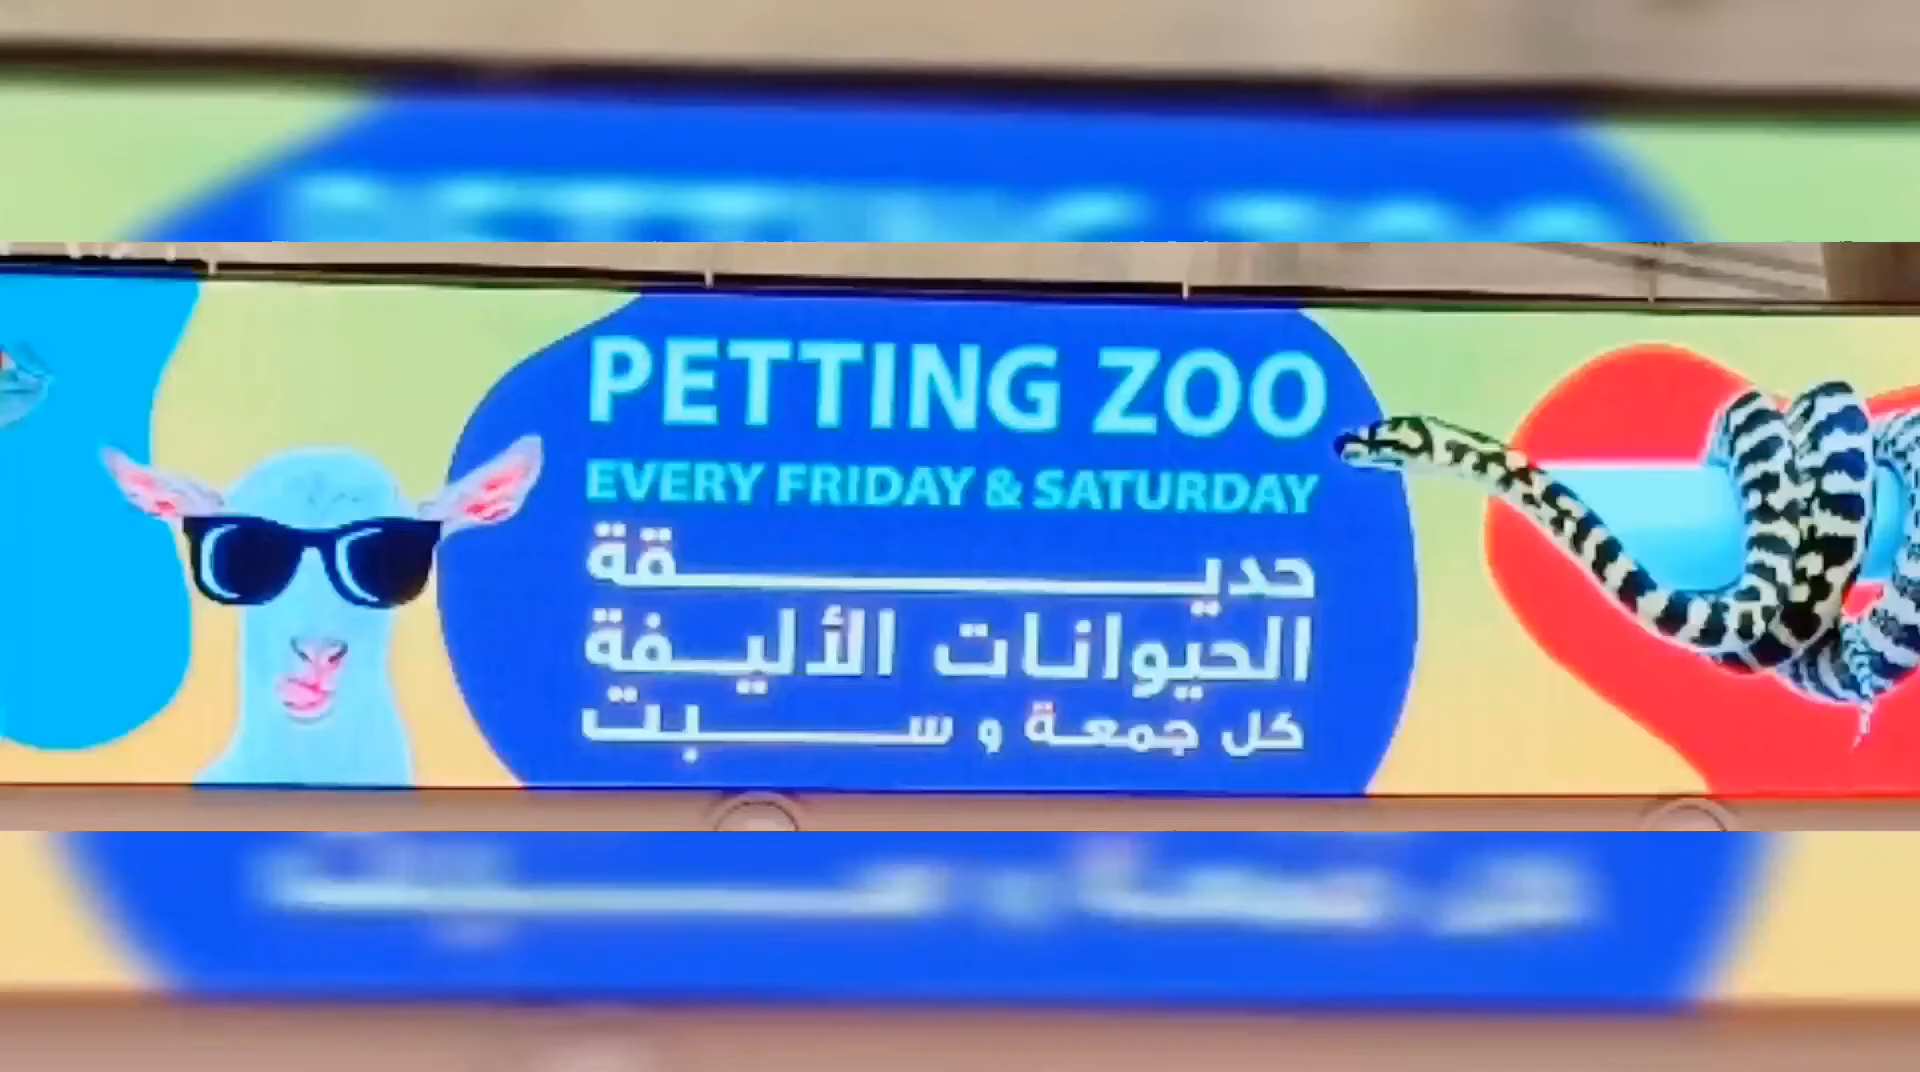 PETTING ZOO
EVERY FRIDAY & SATURDAY
حديقة
الحيوانات الأليفة
كل جمعة و سبت